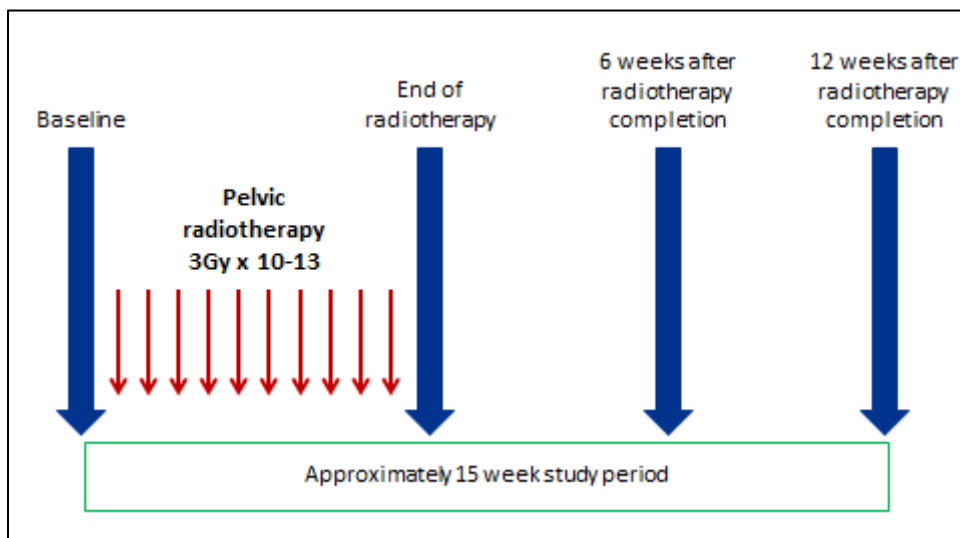 Baseline
End of
radiotherapy
6 weeks after
radiotherapy
completion
12 weeks after
radiotherapy
completion
Pelvic
radiotherapy
3Gy x 10-13
Approximately 15 week study period